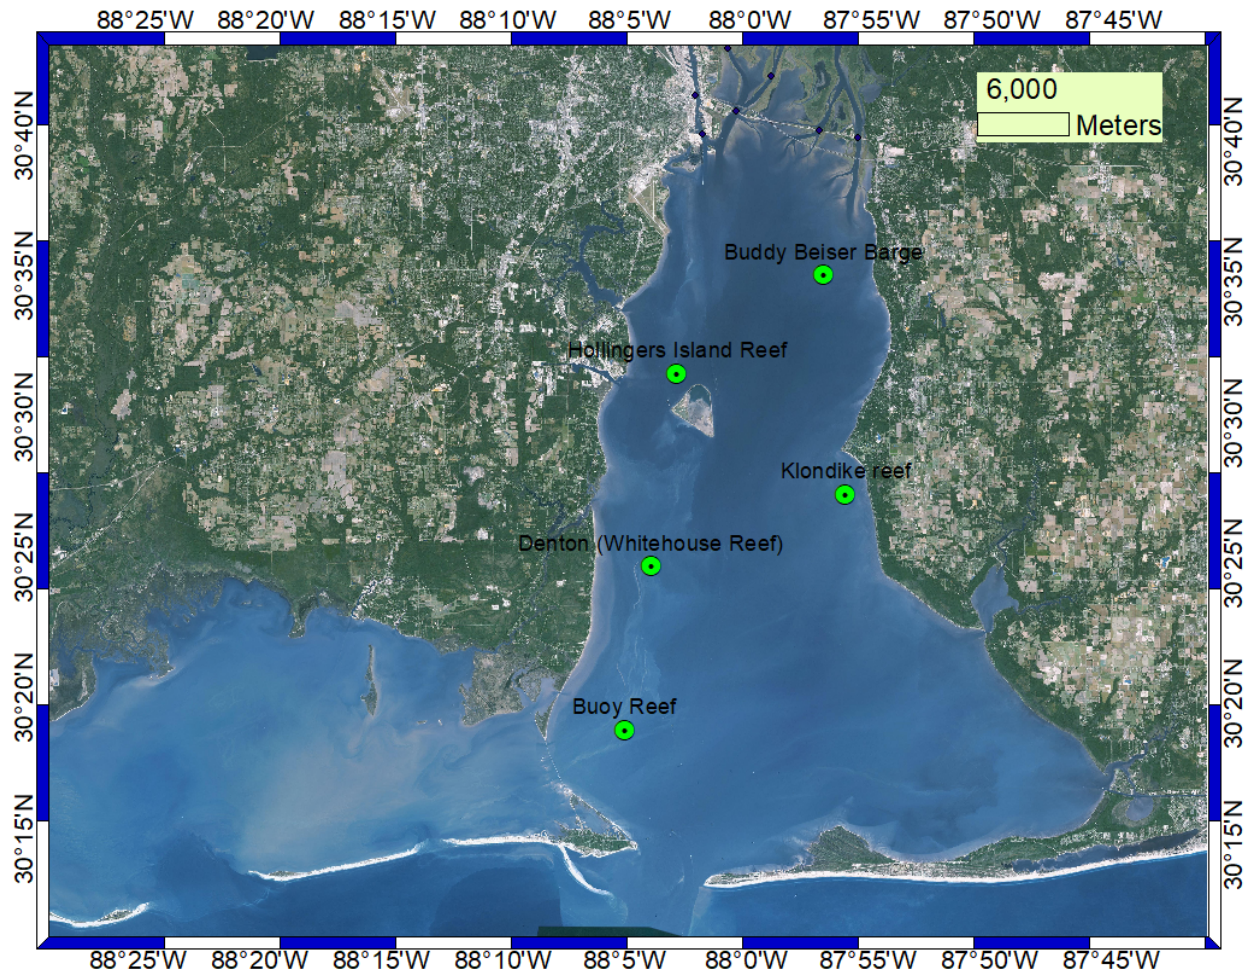 88°25'W 88°20'W 88°15'W 88°10'W 88°5'W 88°0'W 87°55'W 87°50'W 87°45'W
6,000
Meters
30°40'N 30°40'N
Buddy Beiser Barge
30°35'N 30°35'N
Hollingers Island Reef
30°30'N 30°30'N
Klondike reef
30°25'N 30°25'N
Denton (Whitehouse Reef)
30°20'N 30°20'N
Buoy Reef
30°15'N 30°15'N
88°25'W 88°20'W 88°15'W 88°10'W 88°5'W 88°0'W 87°55'W 87°50'W 87°45'W